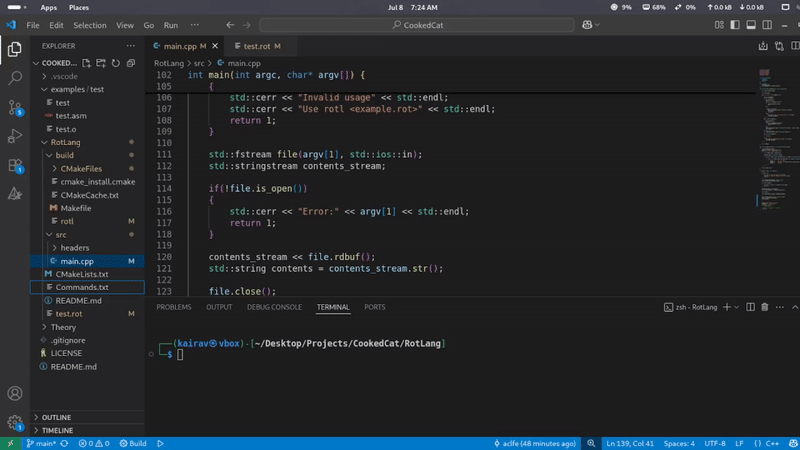 Apps Places
Jul 8 7:24 AM
9% 68% 0% 0.0 kB 0.0 kB
File Edit Selection View Go Run ···
CookedCat
EXPLORER ···
COOKED...
.vscode
examples/test
test
test.asm
test.o
RotLang
build
CMakeFiles
cmake_install.cmake
CMakeCache.txt
Makefile
rotl M
src
headers
main.cpp M
CMakeLists.txt
Commands.txt
README.md
test.rot M
Theory
.gitignore
LICENSE
README.md
OUTLINE
TIMELINE
5
1
1
main.cpp M
test.rot M
RotLang > src > main.cpp
102 int main(int argc, char* argv[]) {
105 {
106 std::cerr << "Invalid usage" << std::endl;
107 std::cerr << "Use rotl <example.rot>" << std::endl;
108 return 1;
109 }
110
111 std::fstream file(argv[1], std::ios::in);
112 std::stringstream contents_stream;
113
114 if(!file.is_open())
115 {
116 std::cerr << "Error:" << argv[1] << std::endl;
117 return 1;
118 }
119
120 contents_stream << file.rdbuf();
121 std::string contents = contents_stream.str();
122
123 file.close();
PROBLEMS OUTPUT DEBUG CONSOLE TERMINAL PORTS
zsh - RotLang
(kairav㉿vbox)-[~/Desktop/Projects/CookedCat/RotLang]
$
main* 0 0 Build
aclfe (48 minutes ago) Ln 139, Col 41 Spaces: 4 UTF-8 LF {} C++